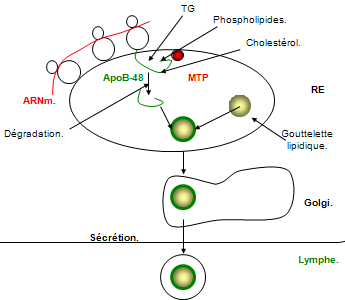 TG
Phospholipides.
Cholestérol.
ApoB-48
MTP
ARNm.
RE
Dégradation.
Gouttelette
lipidique.
Golgi.
Sécrétion.
Lymphe.